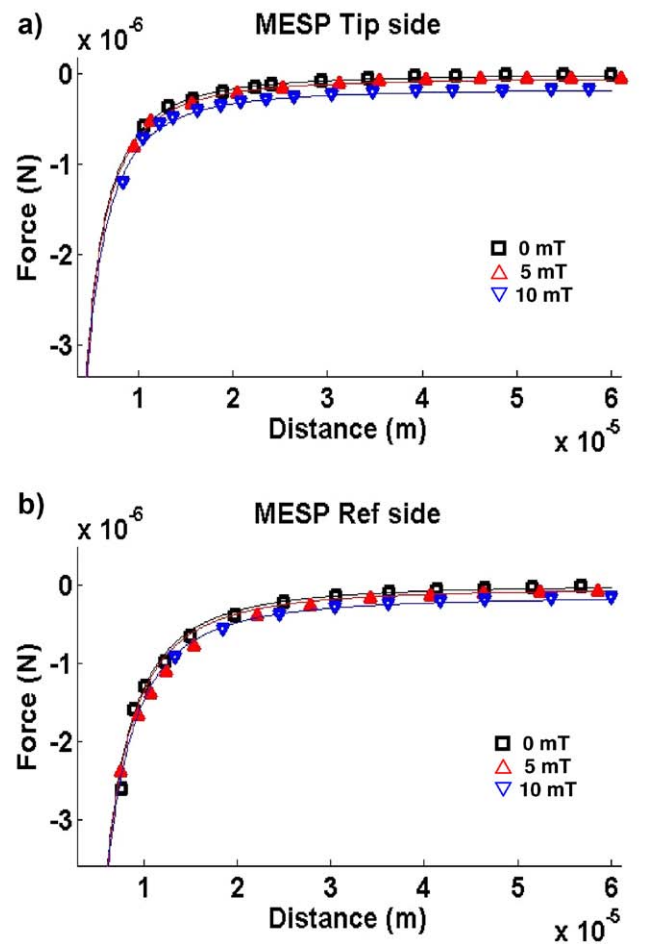 a)
x 10-6
MESP Tip side
0
-1
-2
-3
Force (N)
0 mT
5 mT
10 mT
1 2 3 4 5 6
Distance (m)
x 10-5
b)
x 10-6
MESP Ref side
0
-1
-2
-3
Force (N)
0 mT
5 mT
10 mT
1 2 3 4 5 6
Distance (m)
x 10-5